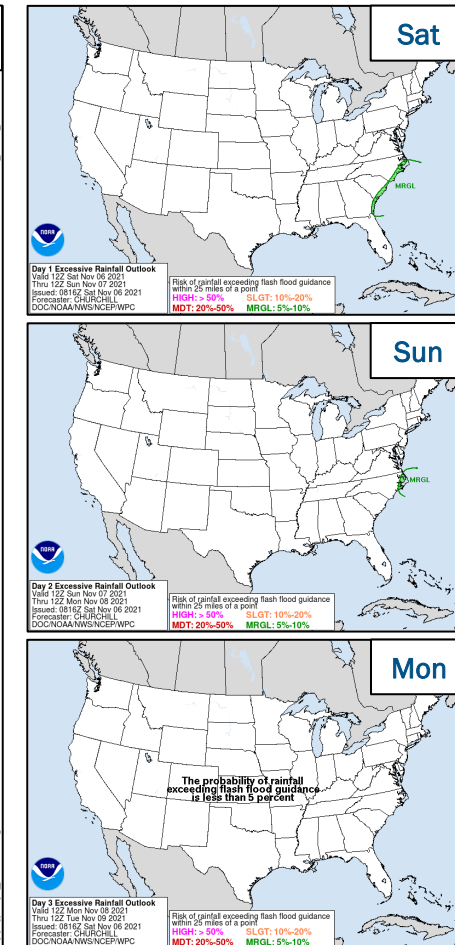 Sat
MRGL
NOAA
Day 1 Excessive Rainfall Outlook
Valid 12Z Sat Nov 06 2021
Thru 12Z Sun Nov 07 2021
Issued: 0816Z Sat Nov 06 2021
Forecaster: CHURCHILL
DOC/NOAA/NWS/NCEP/WPC
Risk of rainfall exceeding flash flood guidance
within 25 miles of a point
HIGH: > 50% SLGT: 10%-20%
MDT: 20%-50% MRGL: 5%-10%
Sun
MRGL
NOAA
Day 2 Excessive Rainfall Outlook
Valid 12Z Sun Nov 07 2021
Thru 12Z Mon Nov 08 2021
Issued: 0816Z Sat Nov 06 2021
Forecaster: CHURCHILL
DOC/NOAA/NWS/NCEP/WPC
Risk of rainfall exceeding flash flood guidance
within 25 miles of a point
HIGH: > 50% SLGT: 10%-20%
MDT: 20%-50% MRGL: 5%-10%
Mon
The probability of rainfall
exceeding flash flood guidance
is less than 5 percent
NOAA
Day 3 Excessive Rainfall Outlook
Valid 12Z Mon Nov 08 2021
Thru 12Z Tue Nov 09 2021
Issued: 0816Z Sat Nov 06 2021
Forecaster: CHURCHILL
DOC/NOAA/NWS/NCEP/WPC
Risk of rainfall exceeding flash flood guidance
within 25 miles of a point
HIGH: > 50% SLGT: 10%-20%
MDT: 20%-50% MRGL: 5%-10%